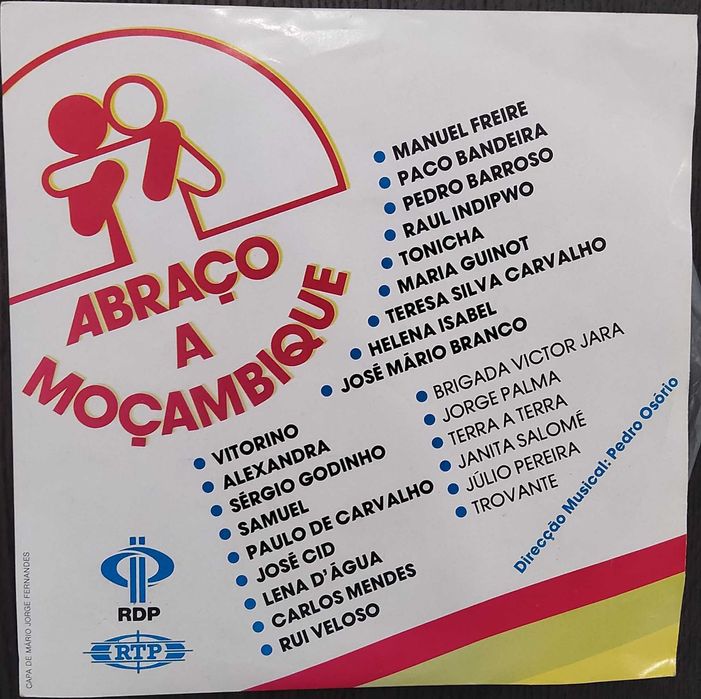 ABRAÇO
A
MOÇAMBIQUE
MANUEL FREIRE
PACO BANDEIRA
PEDRO BARROSO
RAUL INDIPWO
TONICHA
MARIA GUINOT
TERESA SILVA CARVALHO
HELENA ISABEL
JOSÉ MÁRIO BRANCO
BRIGADA VICTOR JARA
JORGE PALMA
TERRA A TERRA
JANITA SALOMÉ
JÚLIO PEREIRA
TROVANTE
VITORINO
ALEXANDRA
SÉRGIO GODINHO
SAMUEL
PAULO DE CARVALHO
JOSÉ CID
LENA D'ÁGUA
CARLOS MENDES
RUI VELOSO
Direcção Musical: Pedro Osório
RDP
RTP
CAPA DE MÁRIO JORGE FERNANDES